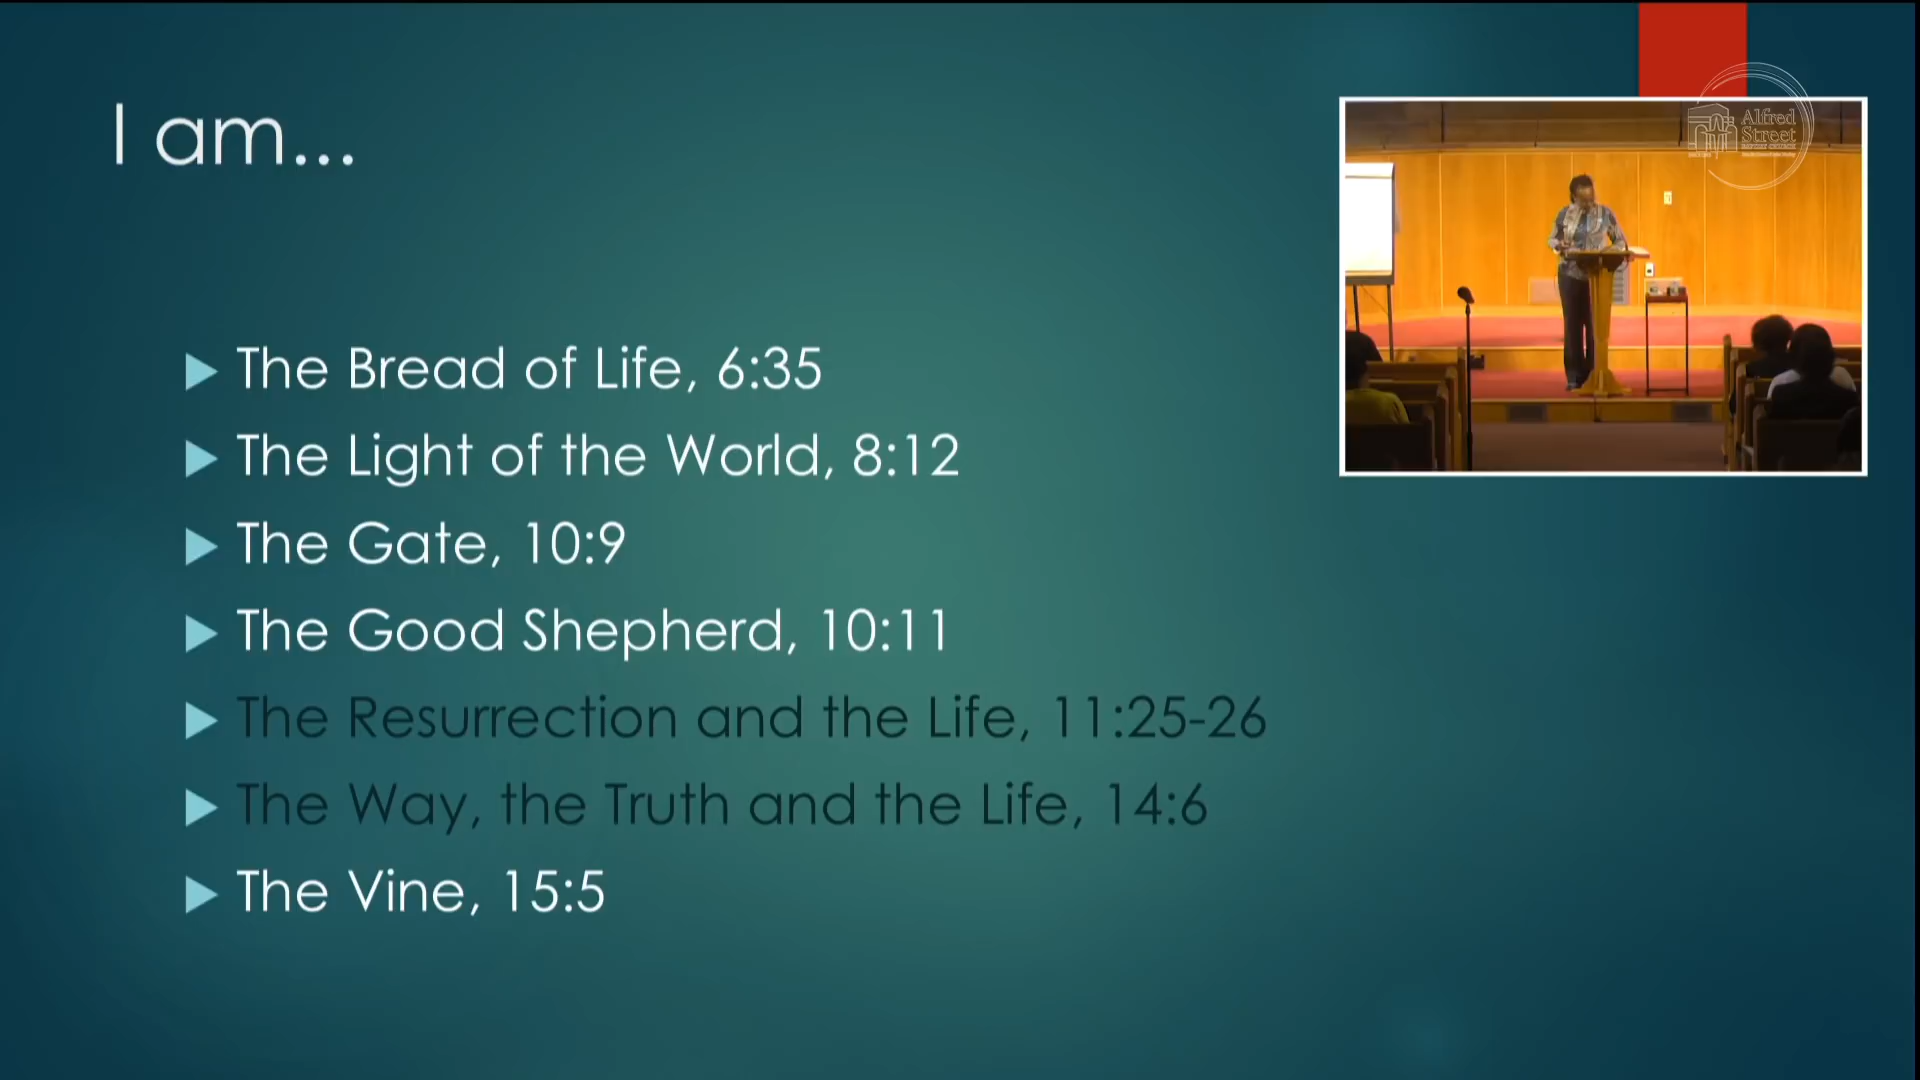 I am...
The Bread of Life, 6:35
The Light of the World, 8:12
The Gate, 10:9
The Good Shepherd, 10:11
The Resurrection and the Life, 11:25-26
The Way, the Truth and the Life, 14:6
The Vine, 15:5
Alfred
Street
BAPTIST CHURCH